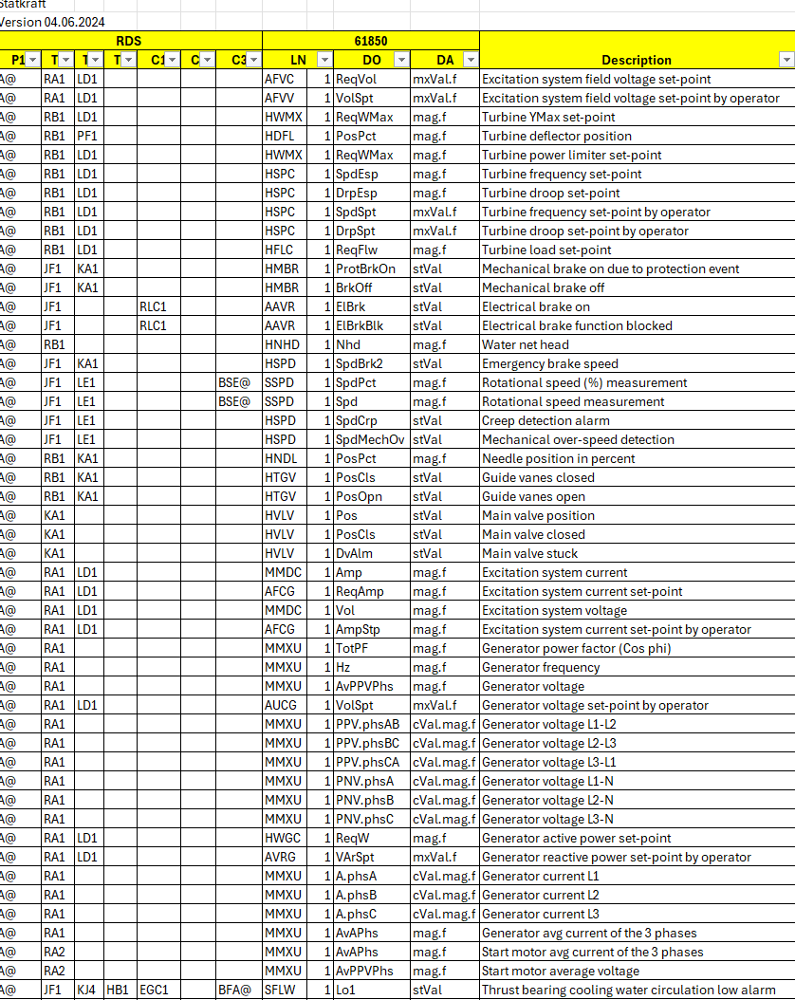 Statkraft
Version 04.06.2024
RDS 61850
P1 T T T C1 C C3 LN DO DA Description
A@ RA1 LD1 AFVC 1 ReqVol mxVal.f Excitation system field voltage set-point
A@ RA1 LD1 AFVV 1 VolSpt mxVal.f Excitation system field voltage set-point by operator
A@ RB1 LD1 HWMX 1 ReqWMax mag.f Turbine YMax set-point
A@ RB1 PF1 HDFL 1 PosPct mag.f Turbine deflector position
A@ RB1 LD1 HWMX 1 ReqWMax mag.f Turbine power limiter set-point
A@ RB1 LD1 HSPC 1 SpdEsp mag.f Turbine frequency set-point
A@ RB1 LD1 HSPC 1 DrpEsp mag.f Turbine droop set-point
A@ RB1 LD1 HSPC 1 SpdSpt mxVal.f Turbine frequency set-point by operator
A@ RB1 LD1 HSPC 1 DrpSpt mxVal.f Turbine droop set-point by operator
A@ RB1 LD1 HFLC 1 ReqFlw mag.f Turbine load set-point
A@ JF1 KA1 HMBR 1 ProtBrkOn stVal Mechanical brake on due to protection event
A@ JF1 KA1 HMBR 1 BrkOff stVal Mechanical brake off
A@ JF1 RLC1 AAVR 1 ElBrk stVal Electrical brake on
A@ JF1 RLC1 AAVR 1 ElBrkBlk stVal Electrical brake function blocked
A@ RB1 HNHD 1 Nhd mag.f Water net head
A@ JF1 KA1 HSPD 1 SpdBrk2 stVal Emergency brake speed
A@ JF1 LE1 BSE@ SSPD 1 SpdPct mag.f Rotational speed (%) measurement
A@ JF1 LE1 BSE@ SSPD 1 Spd mag.f Rotational speed measurement
A@ JF1 LE1 HSPD 1 SpdCrp stVal Creep detection alarm
A@ JF1 LE1 HSPD 1 SpdMechOv stVal Mechanical over-speed detection
A@ RB1 KA1 HNDL 1 PosPct mag.f Needle position in percent
A@ RB1 KA1 HTGV 1 PosCls stVal Guide vanes closed
A@ RB1 KA1 HTGV 1 PosOpn stVal Guide vanes open
A@ KA1 HVLV 1 Pos stVal Main valve position
A@ KA1 HVLV 1 PosCls stVal Main valve closed
A@ KA1 HVLV 1 DvAlm stVal Main valve stuck
A@ RA1 LD1 MMDC 1 Amp mag.f Excitation system current
A@ RA1 LD1 AFCG 1 ReqAmp mag.f Excitation system current set-point
A@ RA1 LD1 MMDC 1 Vol mag.f Excitation system voltage
A@ RA1 LD1 AFCG 1 AmpStp mag.f Excitation system current set-point by operator
A@ RA1 MMXU 1 TotPF mag.f Generator power factor (Cos phi)
A@ RA1 MMXU 1 Hz mag.f Generator frequency
A@ RA1 MMXU 1 AvPPVPhs mag.f Generator voltage
A@ RA1 LD1 AUCG 1 VolSpt mxVal.f Generator voltage set-point by operator
A@ RA1 MMXU 1 PPV.phsAB cVal.mag.f Generator voltage L1-L2
A@ RA1 MMXU 1 PPV.phsBC cVal.mag.f Generator voltage L2-L3
A@ RA1 MMXU 1 PPV.phsCA cVal.mag.f Generator voltage L3-L1
A@ RA1 MMXU 1 PNV.phsA cVal.mag.f Generator voltage L1-N
A@ RA1 MMXU 1 PNV.phsB cVal.mag.f Generator voltage L2-N
A@ RA1 MMXU 1 PNV.phsC cVal.mag.f Generator voltage L3-N
A@ RA1 LD1 HWGC 1 ReqW mag.f Generator active power set-point
A@ RA1 LD1 AVRG 1 VArSpt mxVal.f Generator reactive power set-point by operator
A@ RA1 MMXU 1 A.phsA cVal.mag.f Generator current L1
A@ RA1 MMXU 1 A.phsB cVal.mag.f Generator current L2
A@ RA1 MMXU 1 A.phsC cVal.mag.f Generator current L3
A@ RA1 MMXU 1 AvAPhs mag.f Generator avg current of the 3 phases
A@ RA2 MMXU 1 AvAPhs mag.f Start motor avg current of the 3 phases
A@ RA2 MMXU 1 AvPPVPhs mag.f Start motor average voltage
A@ JF1 KJ4 HB1 EGC1 BFA@ SFLW 1 Lo1 stVal Thrust bearing cooling water circulation low alarm